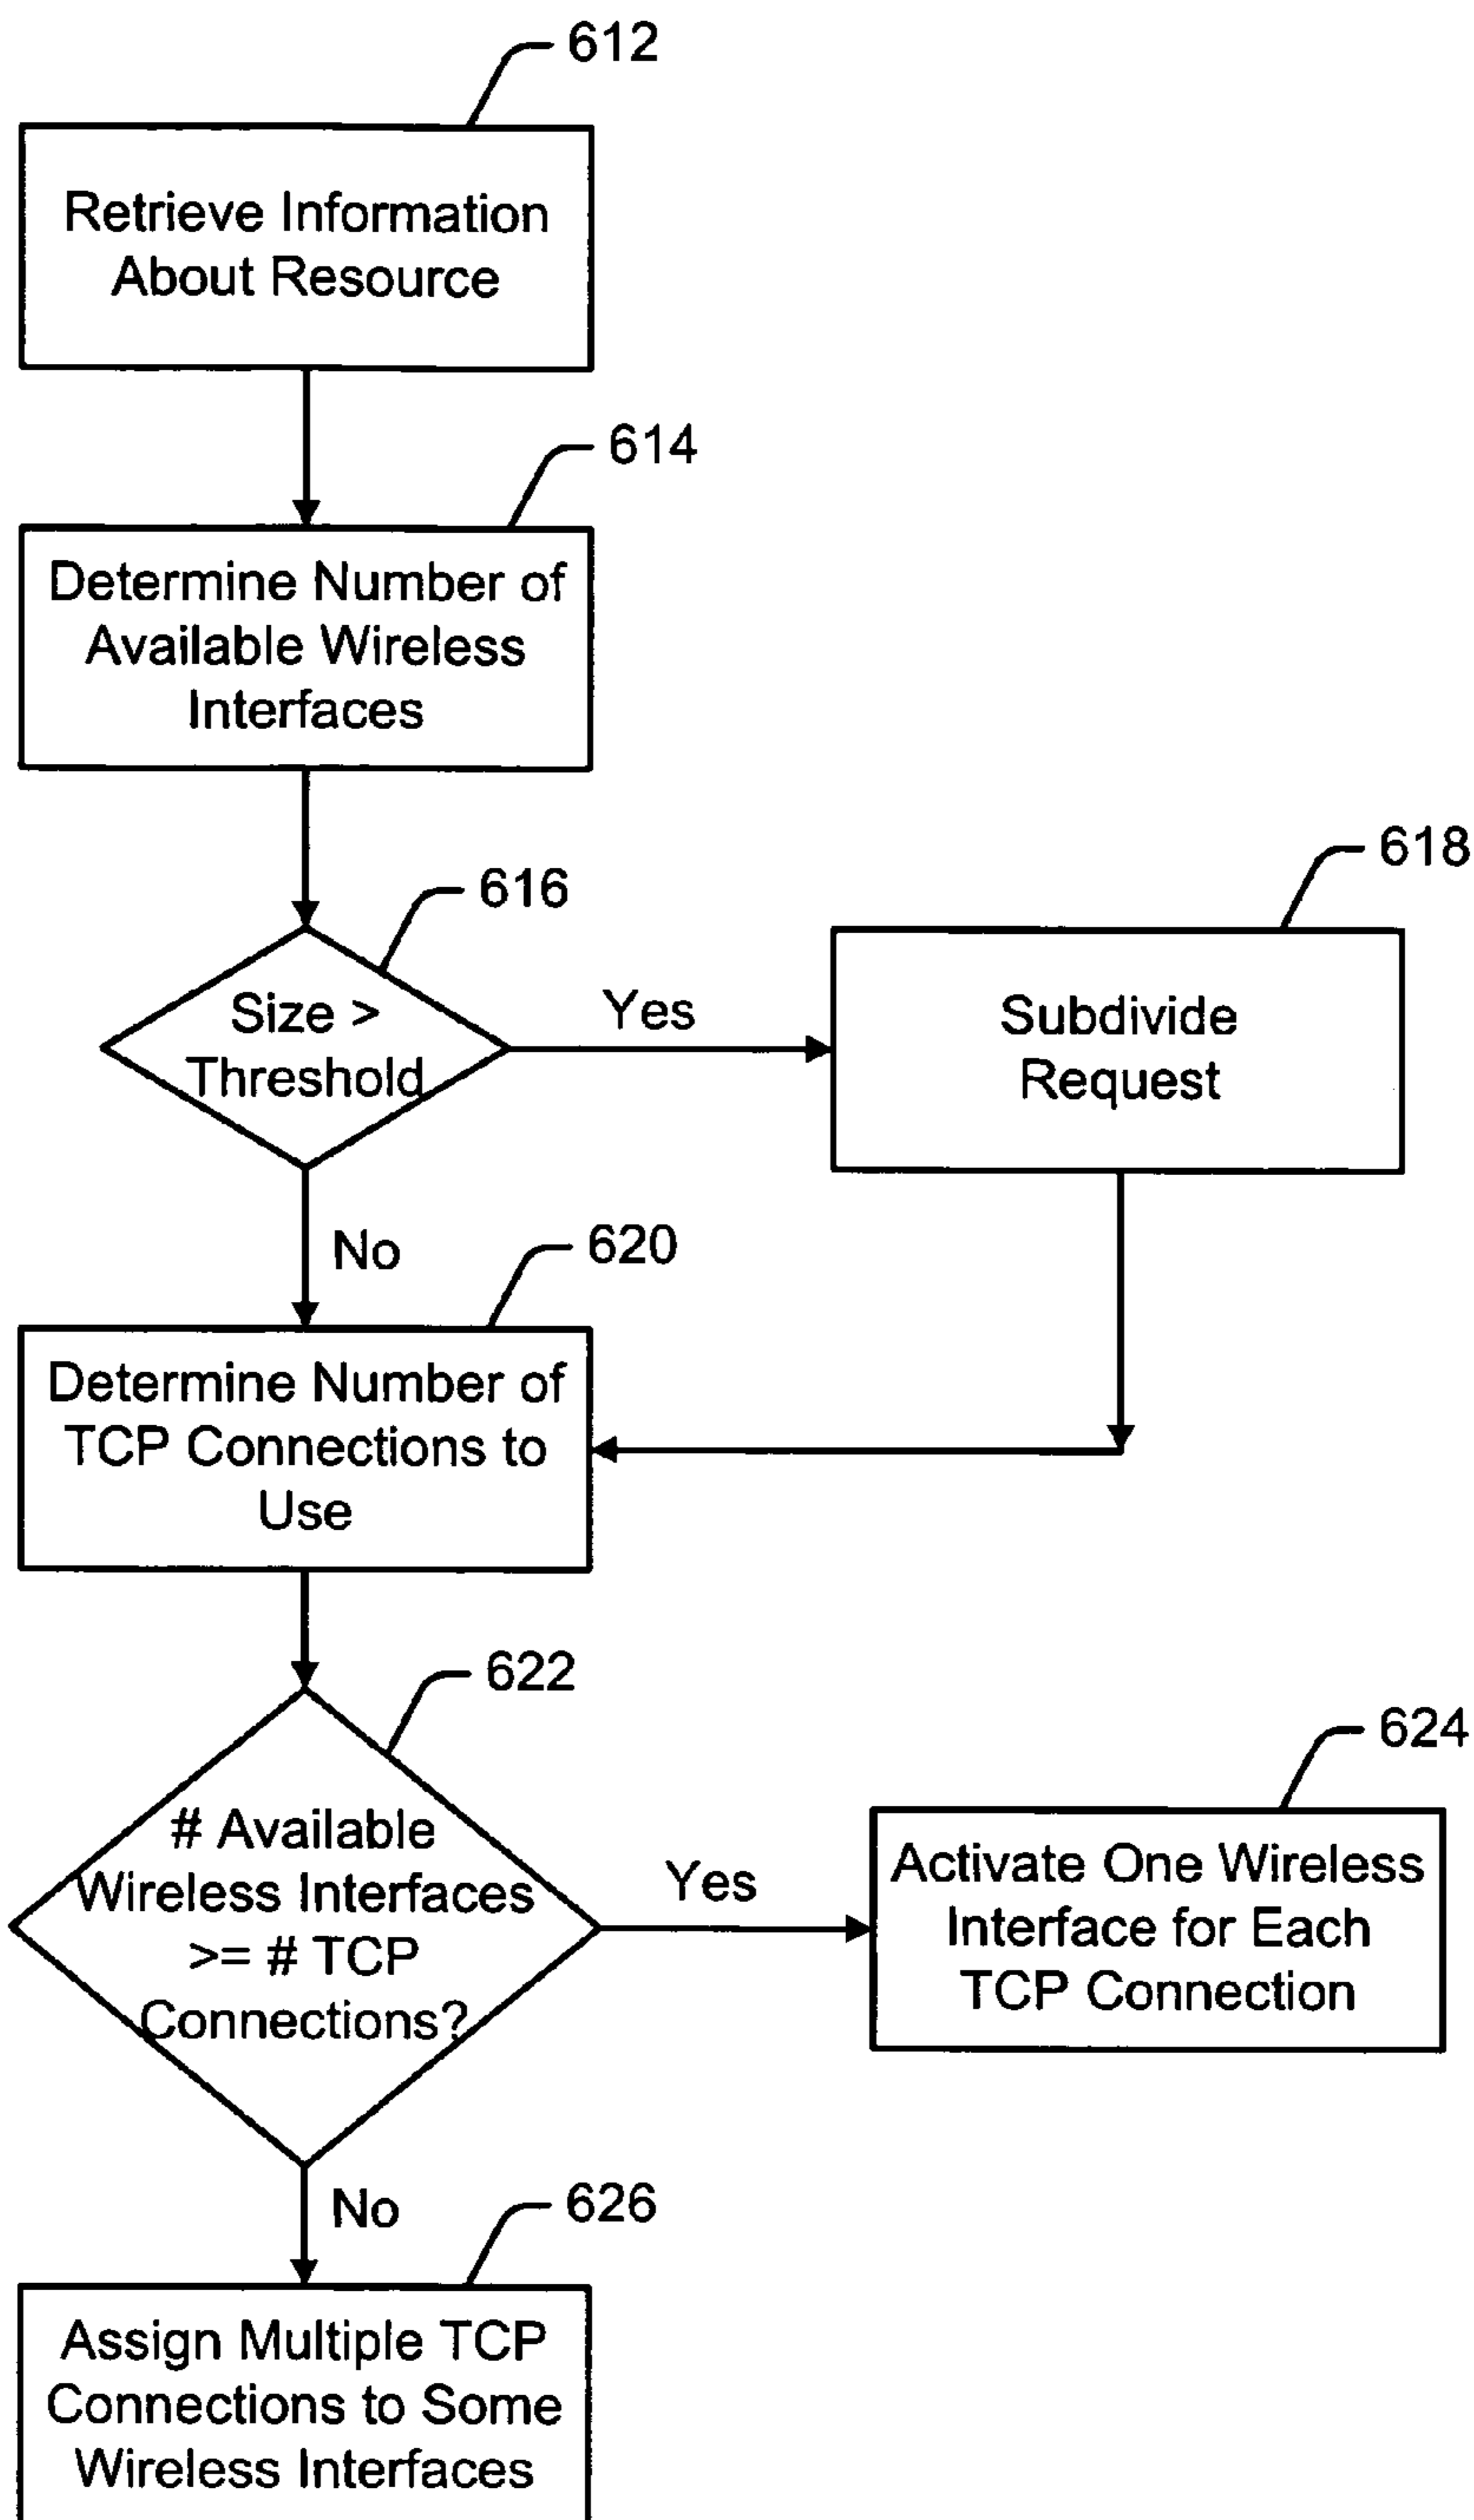 612
Retrieve Information
About Resource
614
Determine Number of
Available Wireless
Interfaces
616
Size >
Threshold
Yes
618
Subdivide
Request
No
620
Determine Number of
TCP Connections to
Use
622
# Available
Wireless Interfaces
>= # TCP
Connections?
Yes
624
Activate One Wireless
Interface for Each
TCP Connection
No
626
Assign Multiple TCP
Connections to Some
Wireless Interfaces